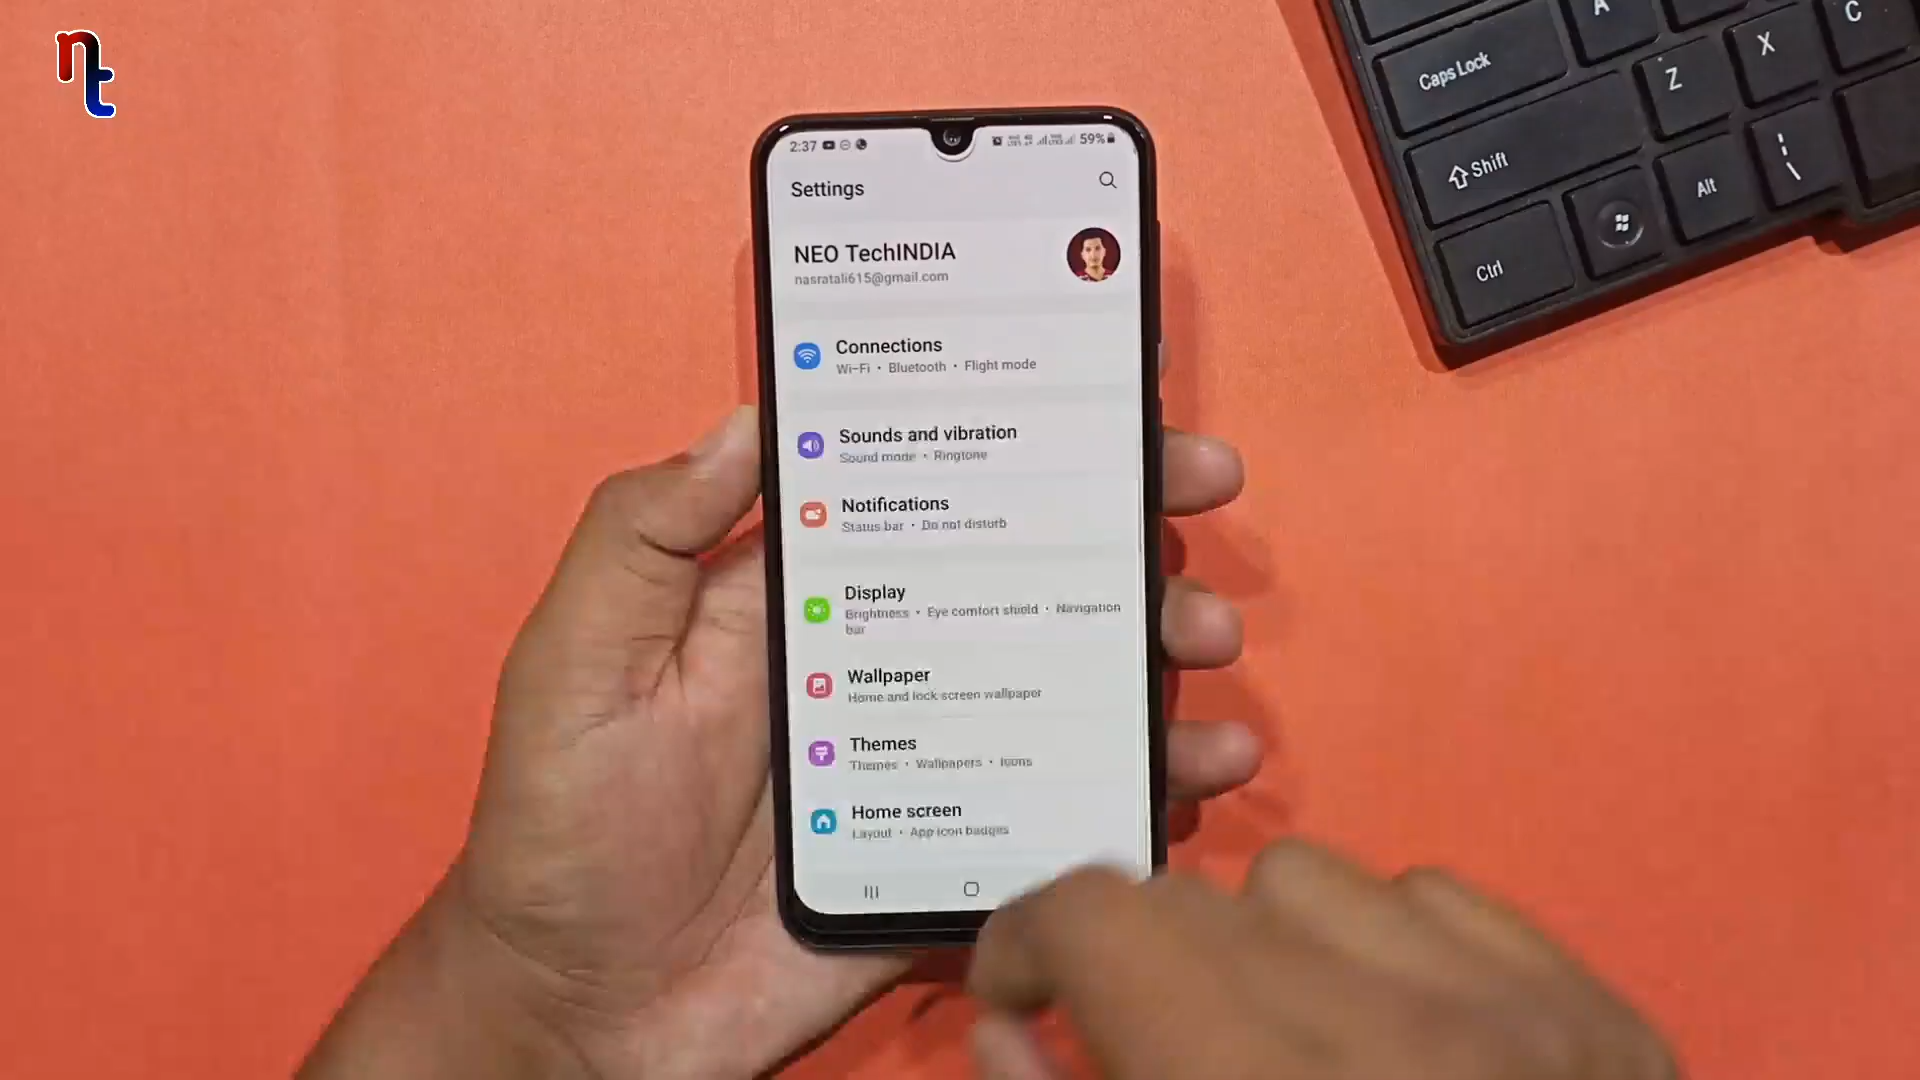 nt
A
C
Caps Lock
Z
X
Shift
Alt
\
Ctrl
2:37
59%
Settings
NEO TechINDIA
nasratali615@gmail.com
Connections
Wi-Fi • Bluetooth • Flight mode
Sounds and vibration
Sound mode • Ringtone
Notifications
Status bar • Do not disturb
Display
Brightness • Eye comfort shield • Navigation
bar
Wallpaper
Home and lock screen wallpaper
Themes
Themes • Wallpapers • Icons
Home screen
Layout • App icon badges